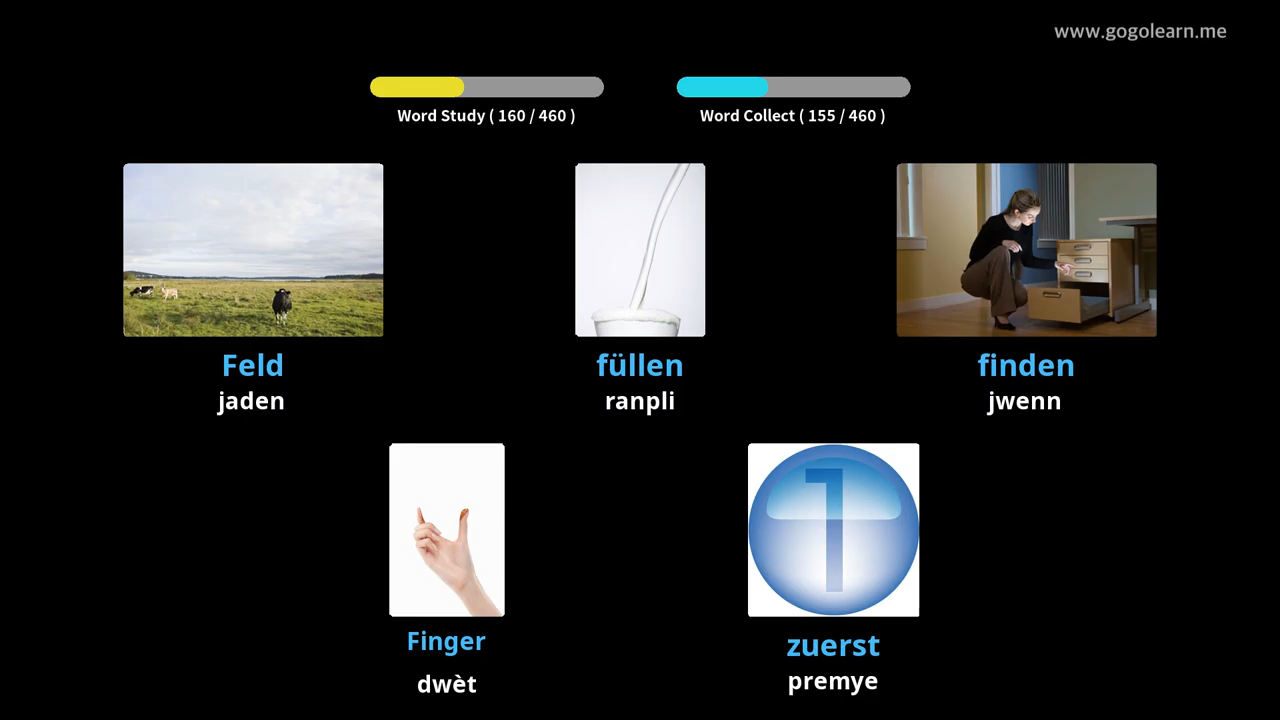 www.gogolearn.me
Word Study ( 160 / 460 )
Word Collect ( 155 / 460 )
Feld
jaden
füllen
ranpli
finden
jwenn
Finger
dwèt
1
zuerst
premye